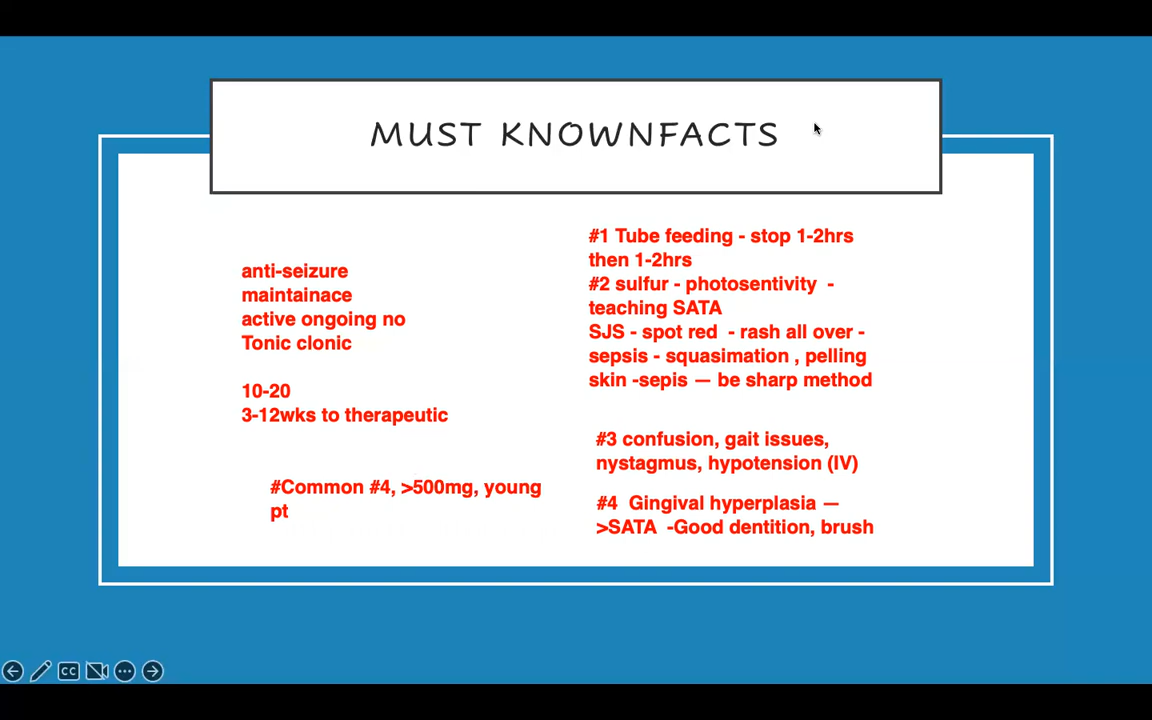 MUST KNOWNFACTS
anti-seizure
maintainace
active ongoing no
Tonic clonic
10-20
3-12wks to therapeutic
#Common #4, >500mg, young
pt
#1 Tube feeding - stop 1-2hrs
then 1-2hrs
#2 sulfur - photosentivity -
teaching SATA
SJS - spot red - rash all over -
sepsis - squasimation , pelling
skin -sepis — be sharp method
#3 confusion, gait issues,
nystagmus, hypotension (IV)
#4 Gingival hyperplasia —
>SATA -Good dentition, brush
CC